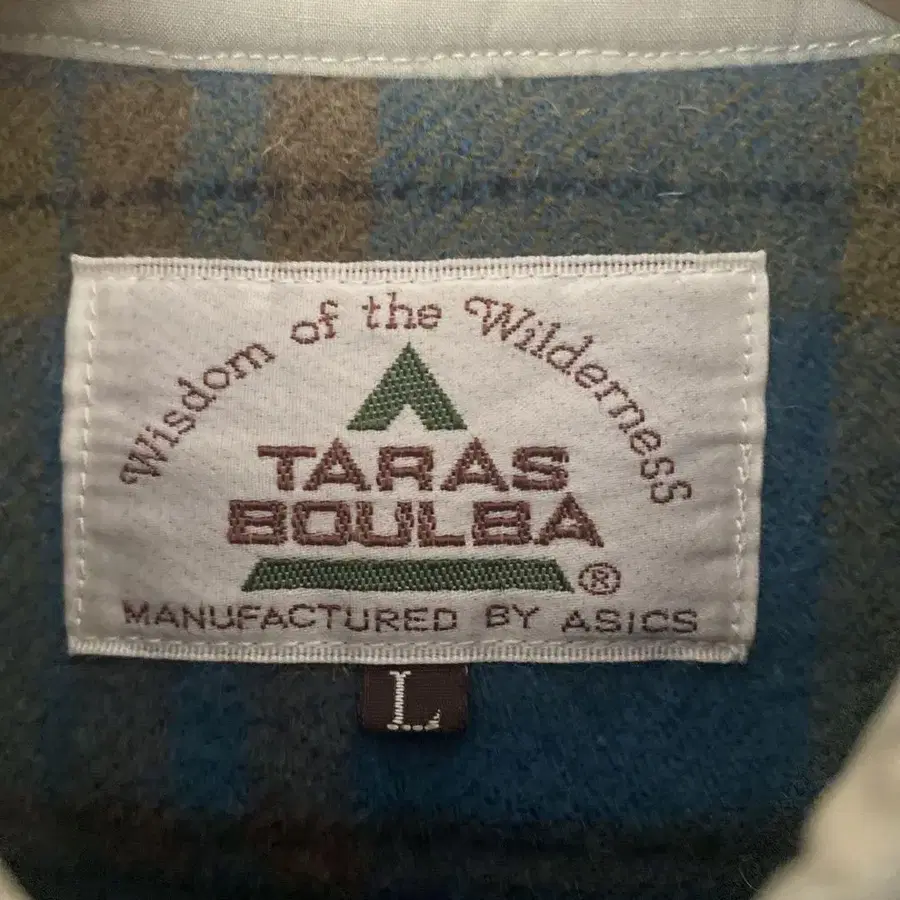 Wisdom of the Wilderness
TARAS
BOULBA
®
MANUFACTURED BY ASICS
L